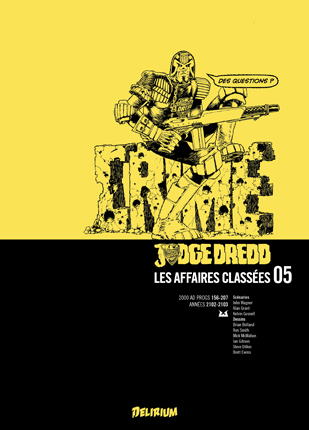 DES QUESTIONS ?
CRIME
JUDGE DREDD
LES AFFAIRES CLASSÉES 05
2000 AD PROGS 156-207
ANNÉES 2102-2103
Scénarios
John Wagner
Alan Grant
Kelvin Gosnell
Dessins
Brian Bolland
Ron Smith
Mick McMahon
Ian Gibson
Steve Dillon
Brett Ewins
DELIRIUM